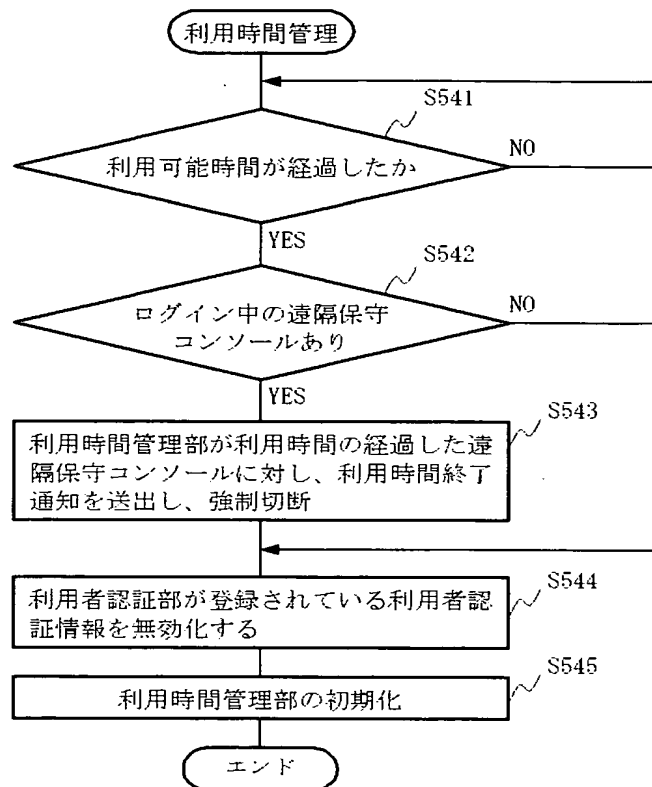 利用時間管理
S541
利用可能時間が経過したか
NO
YES
S542
ログイン中の遠隔保守
コンソールあり
NO
YES
S543
利用時間管理部が利用時間の経過した遠
隔保守コンソールに対し、利用時間終了
通知を送出し、強制切断
S544
利用者認証部が登録されている利用者認
証情報を無効化する
S545
利用時間管理部の初期化
エンド